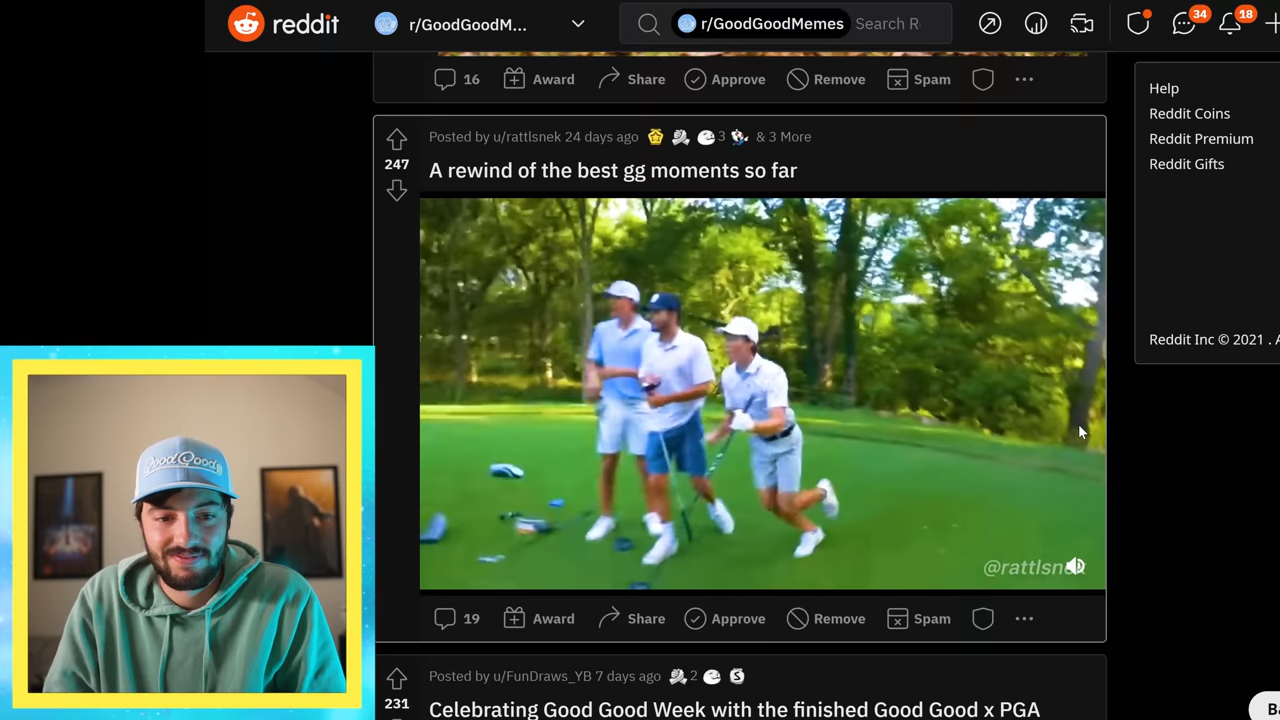 reddit r/GoodGoodM... r/GoodGoodMemes Search R 34 18
16 Award Share Approve Remove Spam
Help
Reddit Coins
Reddit Premium
Reddit Gifts
Reddit Inc © 2021 . A
Posted by u/rattlsnek 24 days ago 3 & 3 More
247
A rewind of the best gg moments so far
@rattlsn
GoodGood
19 Award Share Approve Remove Spam
Posted by u/FunDraws_YB 7 days ago 2 S
231
Celebrating Good Good Week with the finished Good Good x PGA
Ba